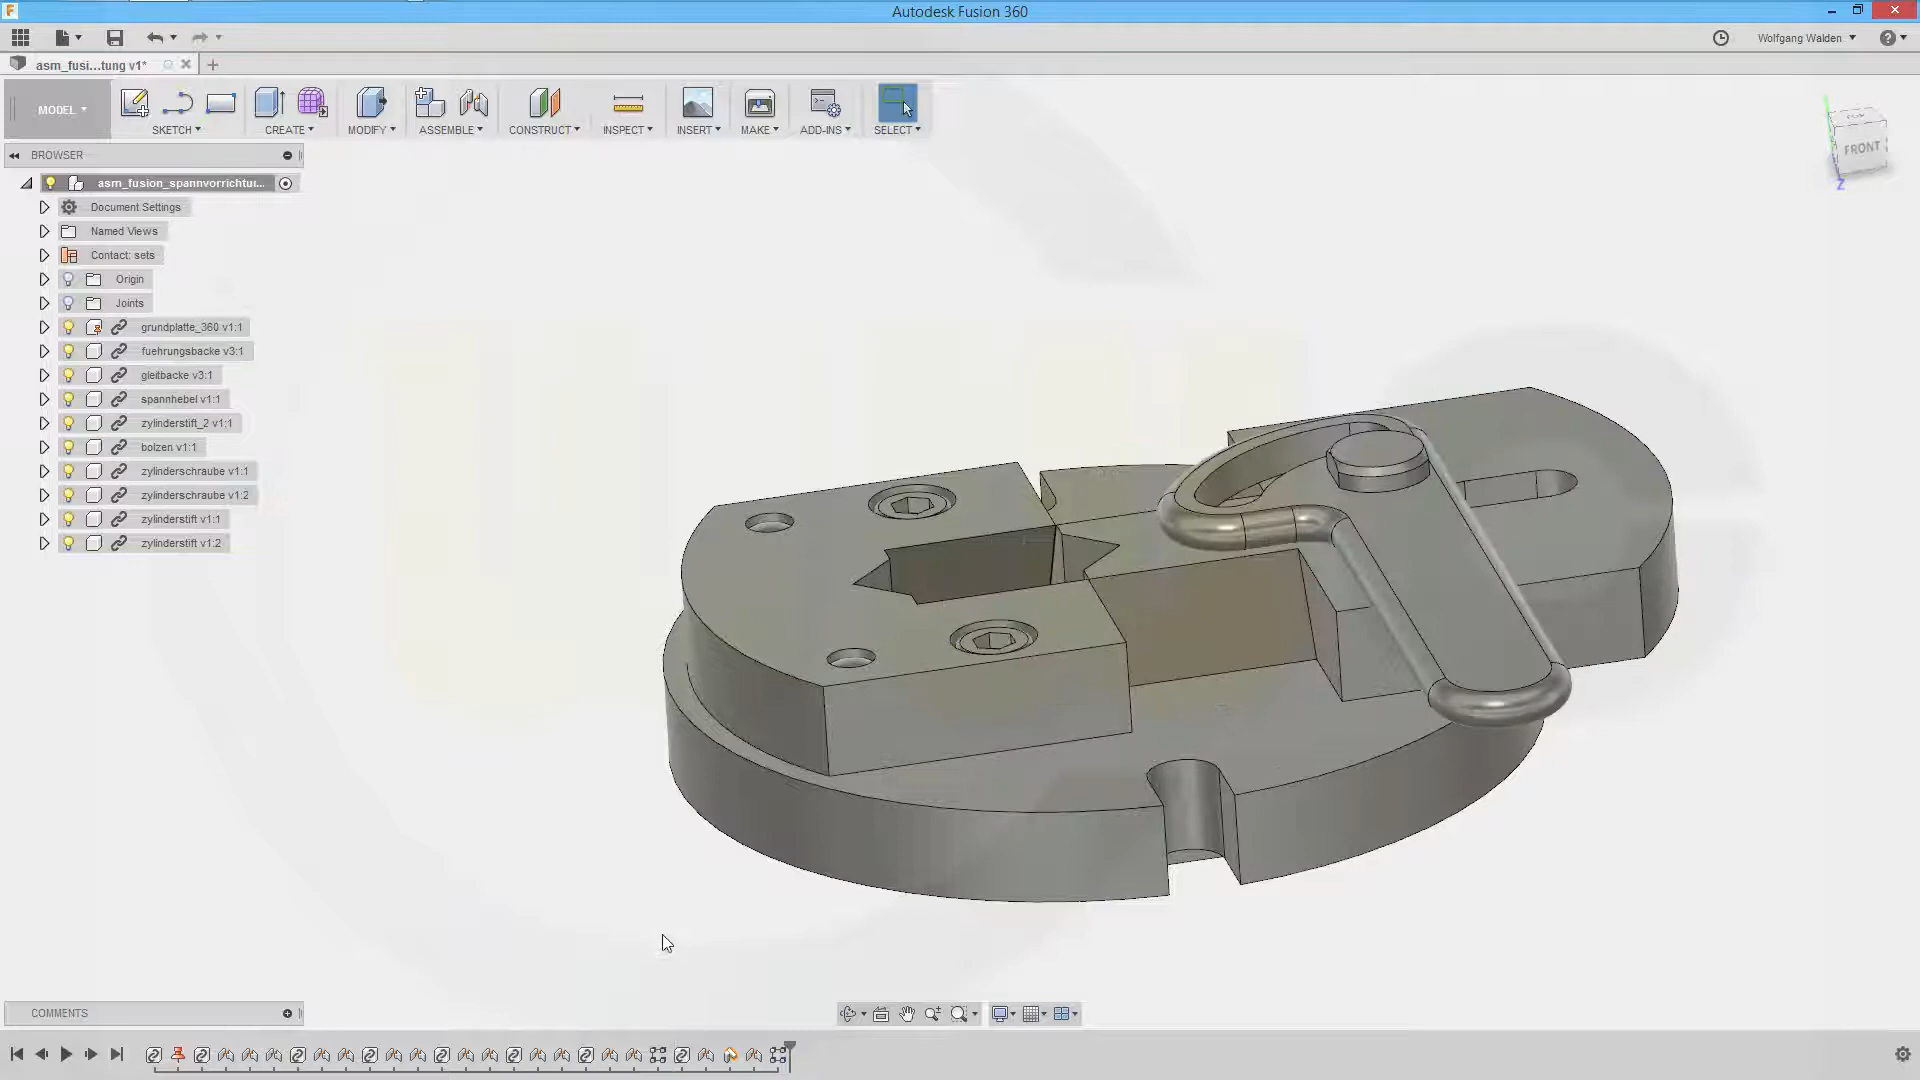 Autodesk Fusion 360
Wolfgang Walden
asm_fusi...tung v1*
MODEL
SKETCH
CREATE
MODIFY
ASSEMBLE
CONSTRUCT
INSPECT
INSERT
MAKE
ADD-INS
SELECT
BROWSER
FRONT
asm_fusion_spannvorrichtu...
Document Settings
Named Views
Contact: sets
Origin
Joints
grundplatte_360 v1:1
fuehrungsbacke v3:1
gleitbacke v3:1
spannhebel v1:1
zylinderstift_2 v1:1
bolzen v1:1
zylinderschraube v1:1
zylinderschraube v1:2
zylinderstift v1:1
zylinderstift v1:2
Z
COMMENTS